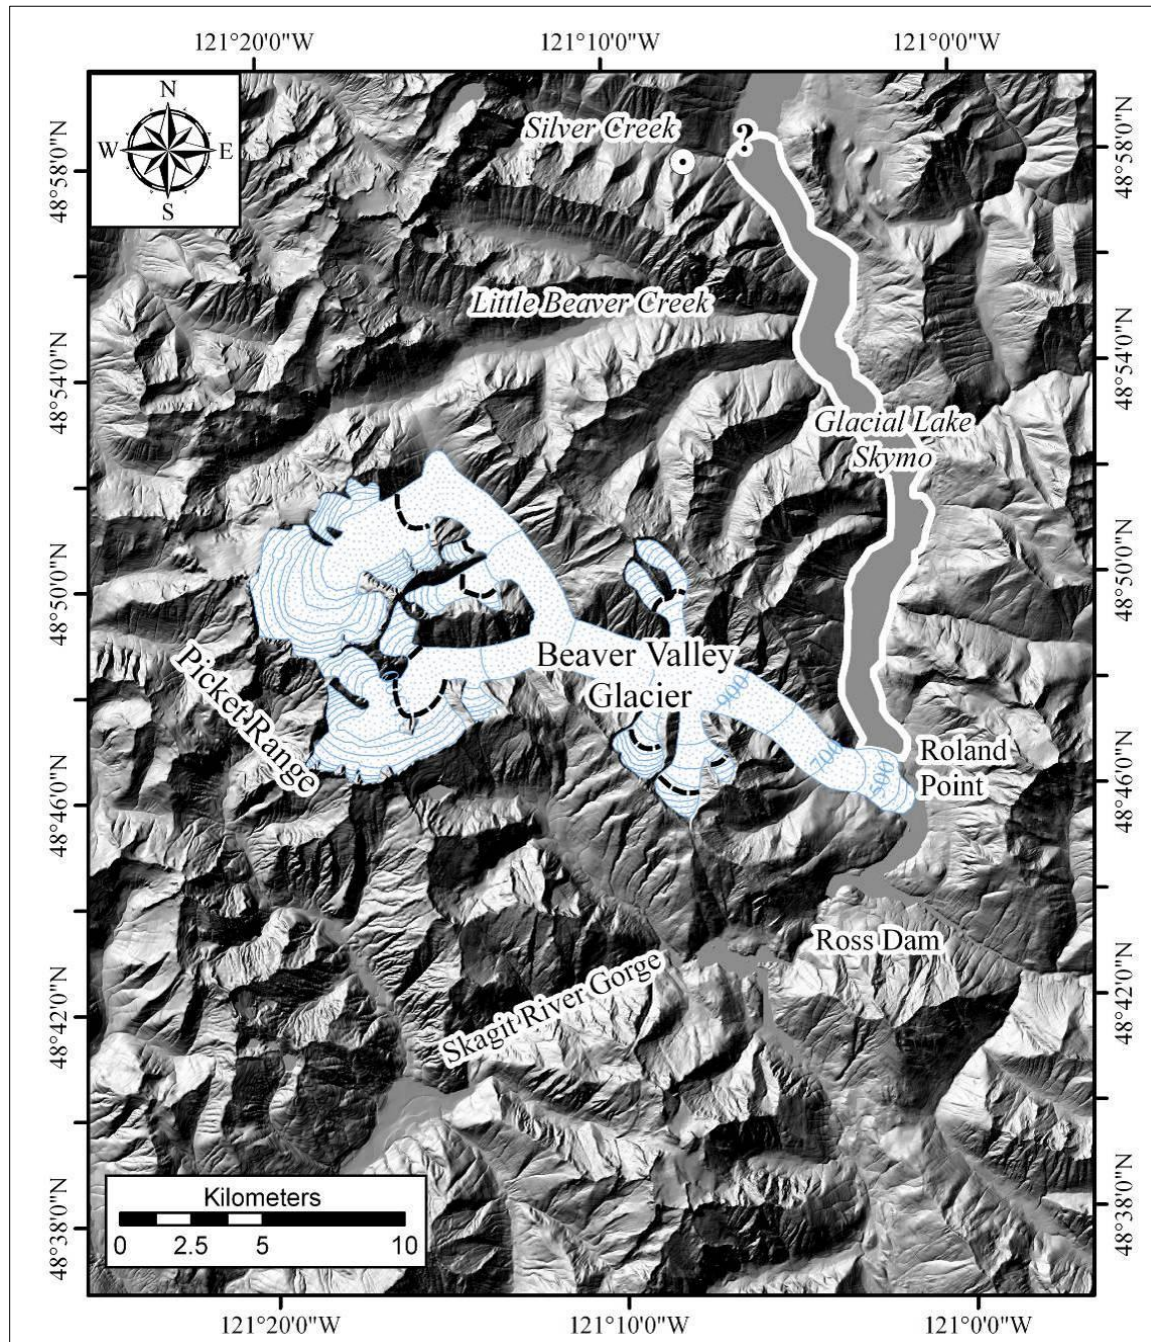 121°20'0"W
121°10'0"W
121°0'0"W
N
W E
S
Silver Creek
?
48°58'0"N
48°58'0"N
Little Beaver Creek
48°54'0"N
48°54'0"N
Glacial Lake
Skymo
48°50'0"N
48°50'0"N
Beaver Valley
Glacier
900
Picket Range
700
500
Roland
Point
48°46'0"N
48°46'0"N
Ross Dam
Skagit River Gorge
48°42'0"N
48°42'0"N
Kilometers
0 2.5 5 10
48°38'0"N
48°38'0"N
121°20'0"W
121°10'0"W
121°0'0"W